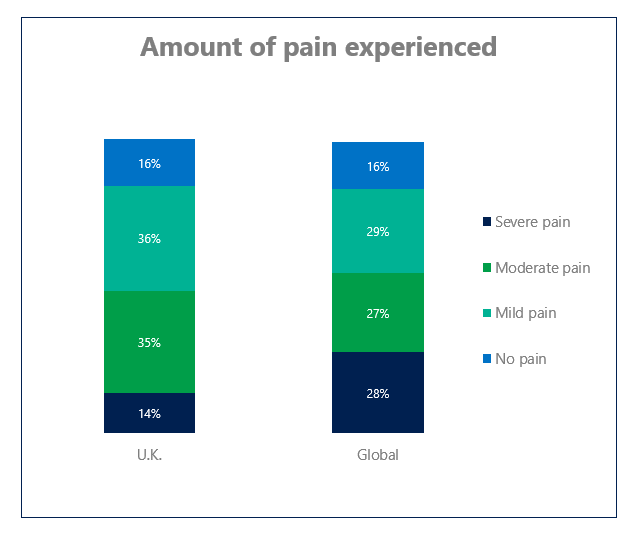 Amount of pain experienced
16%
16%
36%
29%
35%
27%
14%
28%
U.K.
Global
Severe pain
Moderate pain
Mild pain
No pain